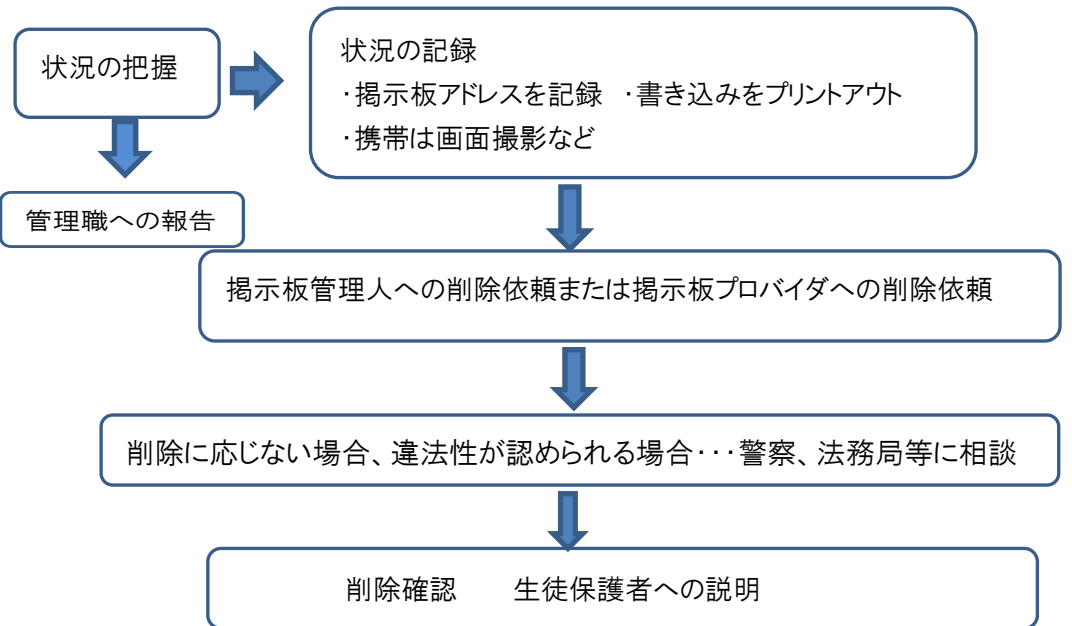 状況の把握
状況の記録
・掲示板アドレスを記録　・書き込みをプリントアウト
・携帯は画面撮影など
管理職への報告
掲示板管理人への削除依頼または掲示板プロバイダへの削除依頼
削除に応じない場合、違法性が認められる場合・・・警察、法務局等に相談
削除確認　　生徒保護者への説明